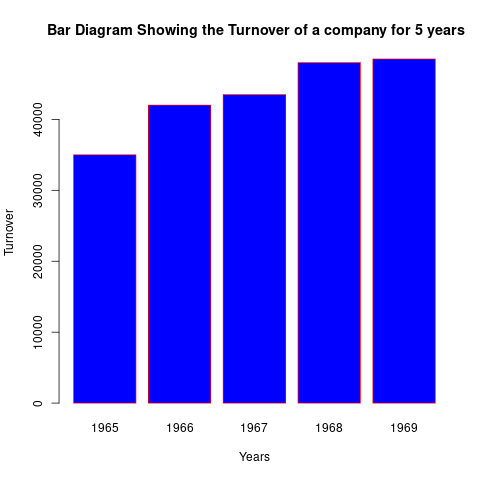 Bar Diagram Showing the Turnover of a company for 5 years
Turnover
40000
30000
20000
10000
0
1965 1966 1967 1968 1969
Years